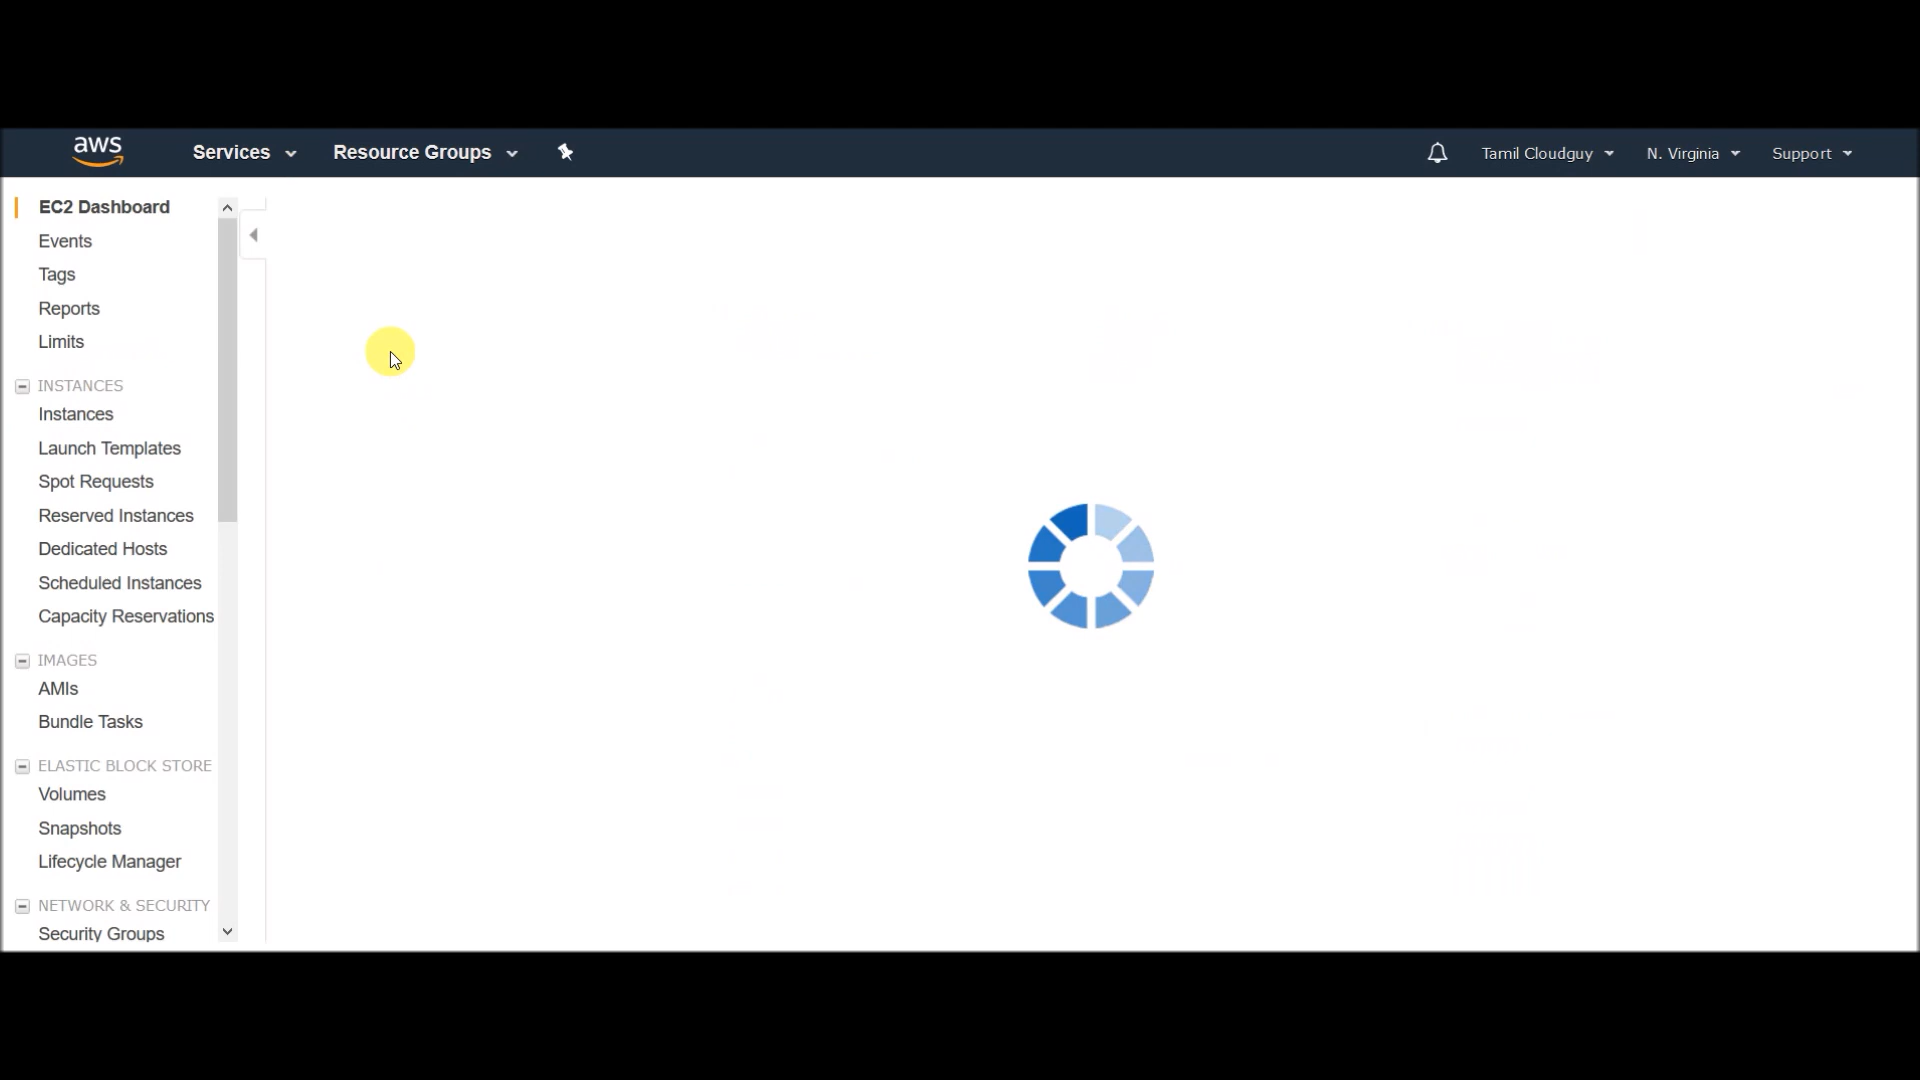 aws
Services
Resource Groups
Tamil Cloudguy
N. Virginia
Support
EC2 Dashboard
Events
Tags
Reports
Limits
INSTANCES
Instances
Launch Templates
Spot Requests
Reserved Instances
Dedicated Hosts
Scheduled Instances
Capacity Reservations
IMAGES
AMIs
Bundle Tasks
ELASTIC BLOCK STORE
Volumes
Snapshots
Lifecycle Manager
NETWORK & SECURITY
Security Groups